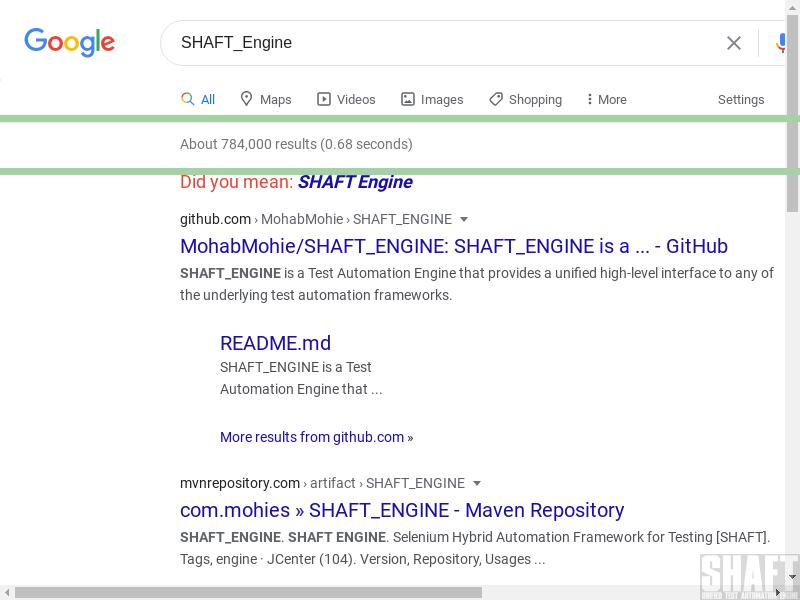 Google
SHAFT_Engine
All Maps Videos Images Shopping More Settings
About 784,000 results (0.68 seconds)
Did you mean: SHAFT Engine
github.com › MohabMohie › SHAFT_ENGINE
MohabMohie/SHAFT_ENGINE: SHAFT_ENGINE is a ... - GitHub
SHAFT_ENGINE is a Test Automation Engine that provides a unified high-level interface to any of
the underlying test automation frameworks.
README.md
SHAFT_ENGINE is a Test
Automation Engine that ...
More results from github.com »
mvnrepository.com › artifact › SHAFT_ENGINE
com.mohies » SHAFT_ENGINE - Maven Repository
SHAFT_ENGINE. SHAFT ENGINE. Selenium Hybrid Automation Framework for Testing [SHAFT].
Tags, engine · JCenter (104). Version, Repository, Usages ...
SHAFT
UNIFIED TEST AUTOMATION ENGINE